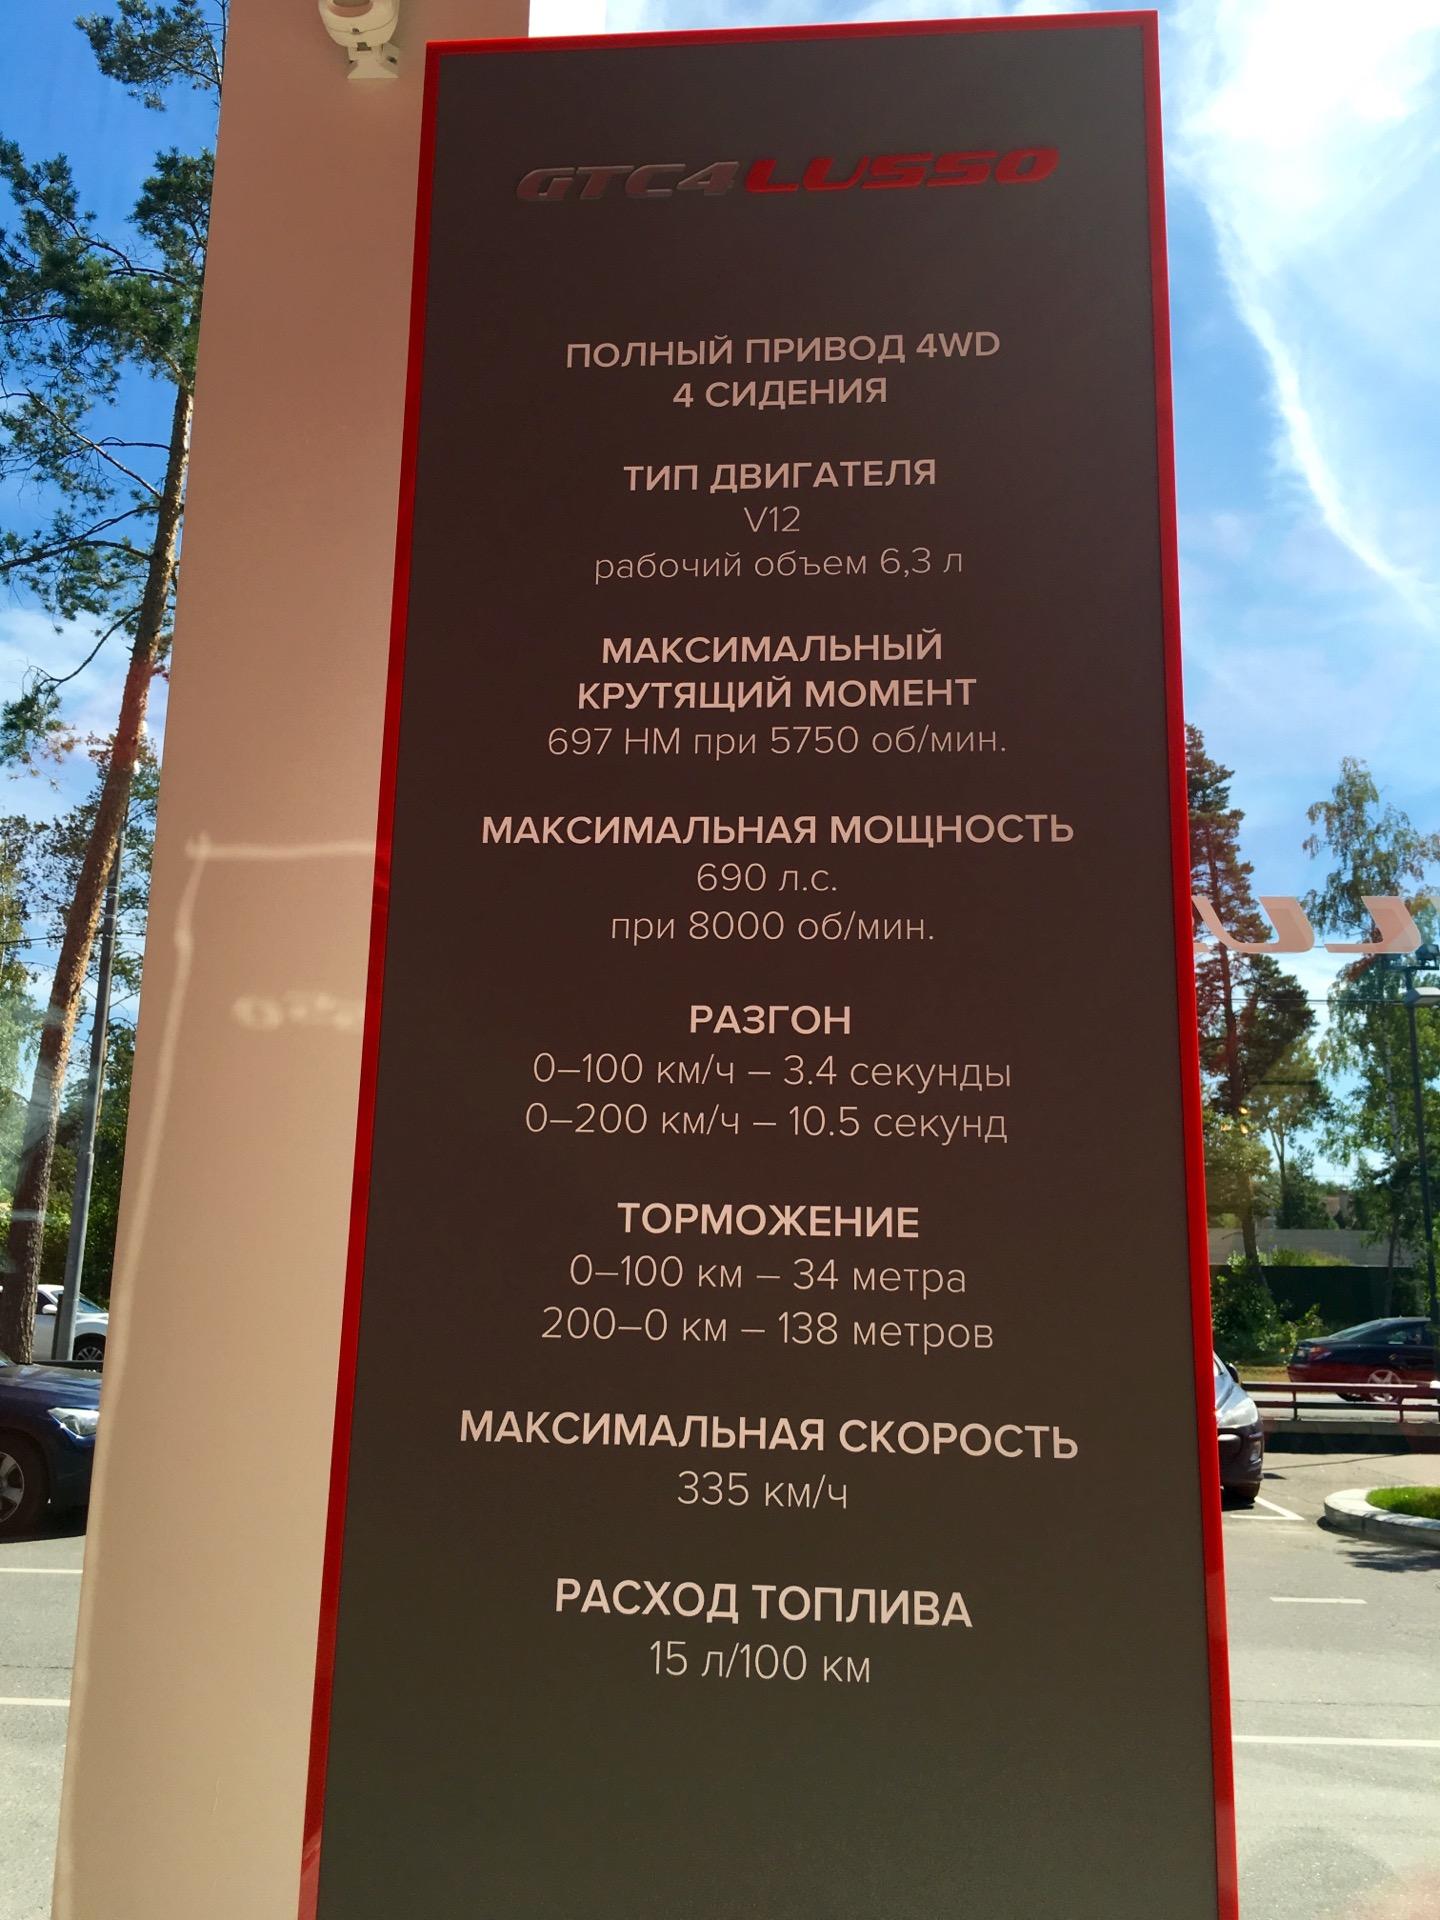 GTC4LUSSO
ПОЛНЫЙ ПРИВОД 4WD
4 СИДЕНИЯ
ТИП ДВИГАТЕЛЯ
V12
рабочий объем 6,3 л
МАКСИМАЛЬНЫЙ
КРУТЯЩИЙ МОМЕНТ
697 НМ при 5750 об/мин.
МАКСИМАЛЬНАЯ МОЩНОСТЬ
690 л.с.
при 8000 об/мин.
РАЗГОН
0–100 км/ч – 3.4 секунды
0–200 км/ч – 10.5 секунд
ТОРМОЖЕНИЕ
0–100 км – 34 метра
200–0 км – 138 метров
МАКСИМАЛЬНАЯ СКОРОСТЬ
335 км/ч
РАСХОД ТОПЛИВА
15 л/100 км